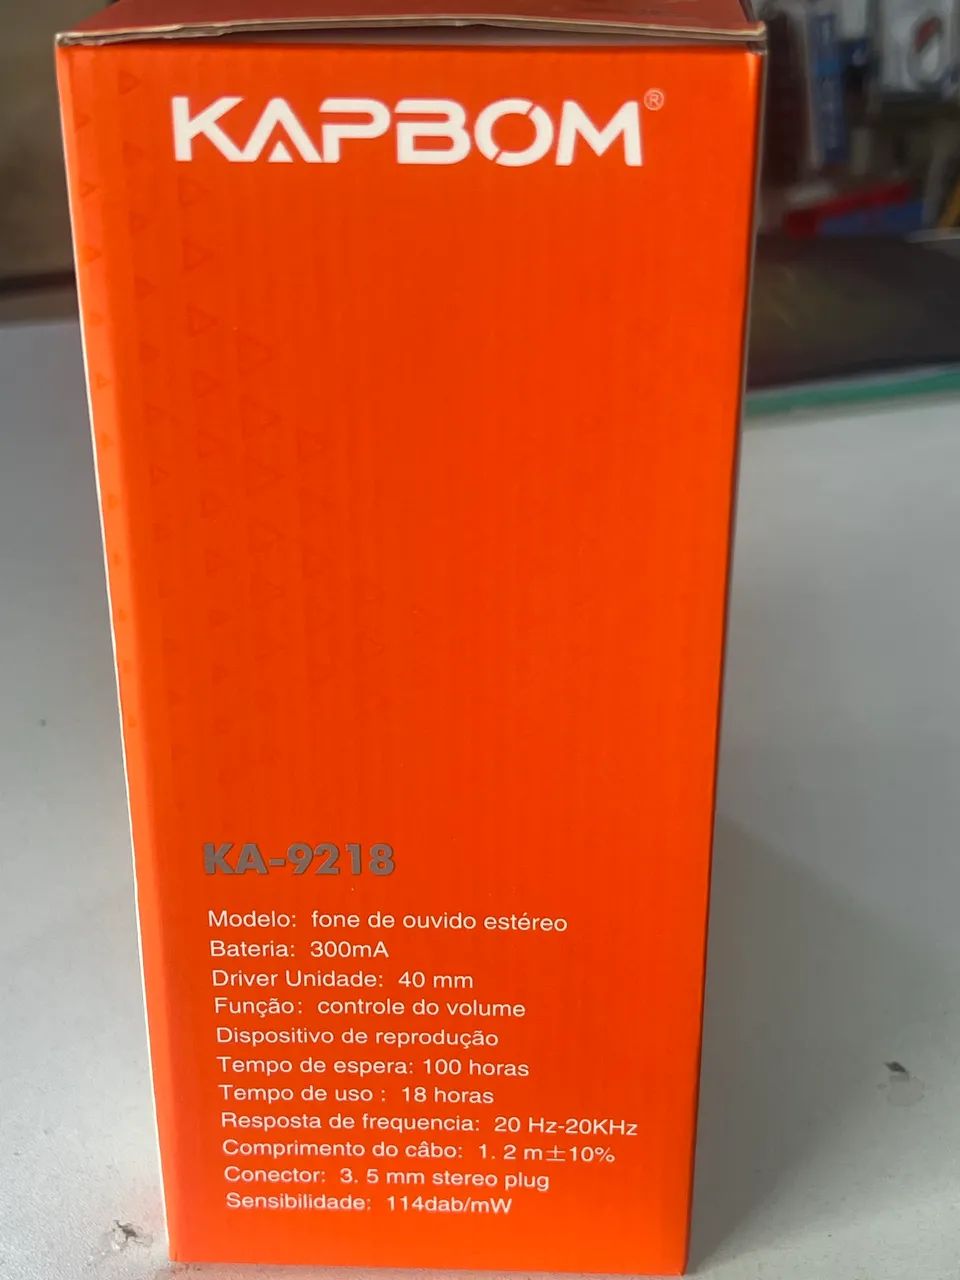 KAPBOM®
KA-9218
Modelo: fone de ouvido estéreo
Bateria: 300mA
Driver Unidade: 40 mm
Função: controle do volume
Dispositivo de reprodução
Tempo de espera: 100 horas
Tempo de uso : 18 horas
Resposta de frequencia: 20 Hz-20KHz
Comprimento do câbo: 1. 2 m±10%
Conector: 3. 5 mm stereo plug
Sensibilidade: 114dab/mW